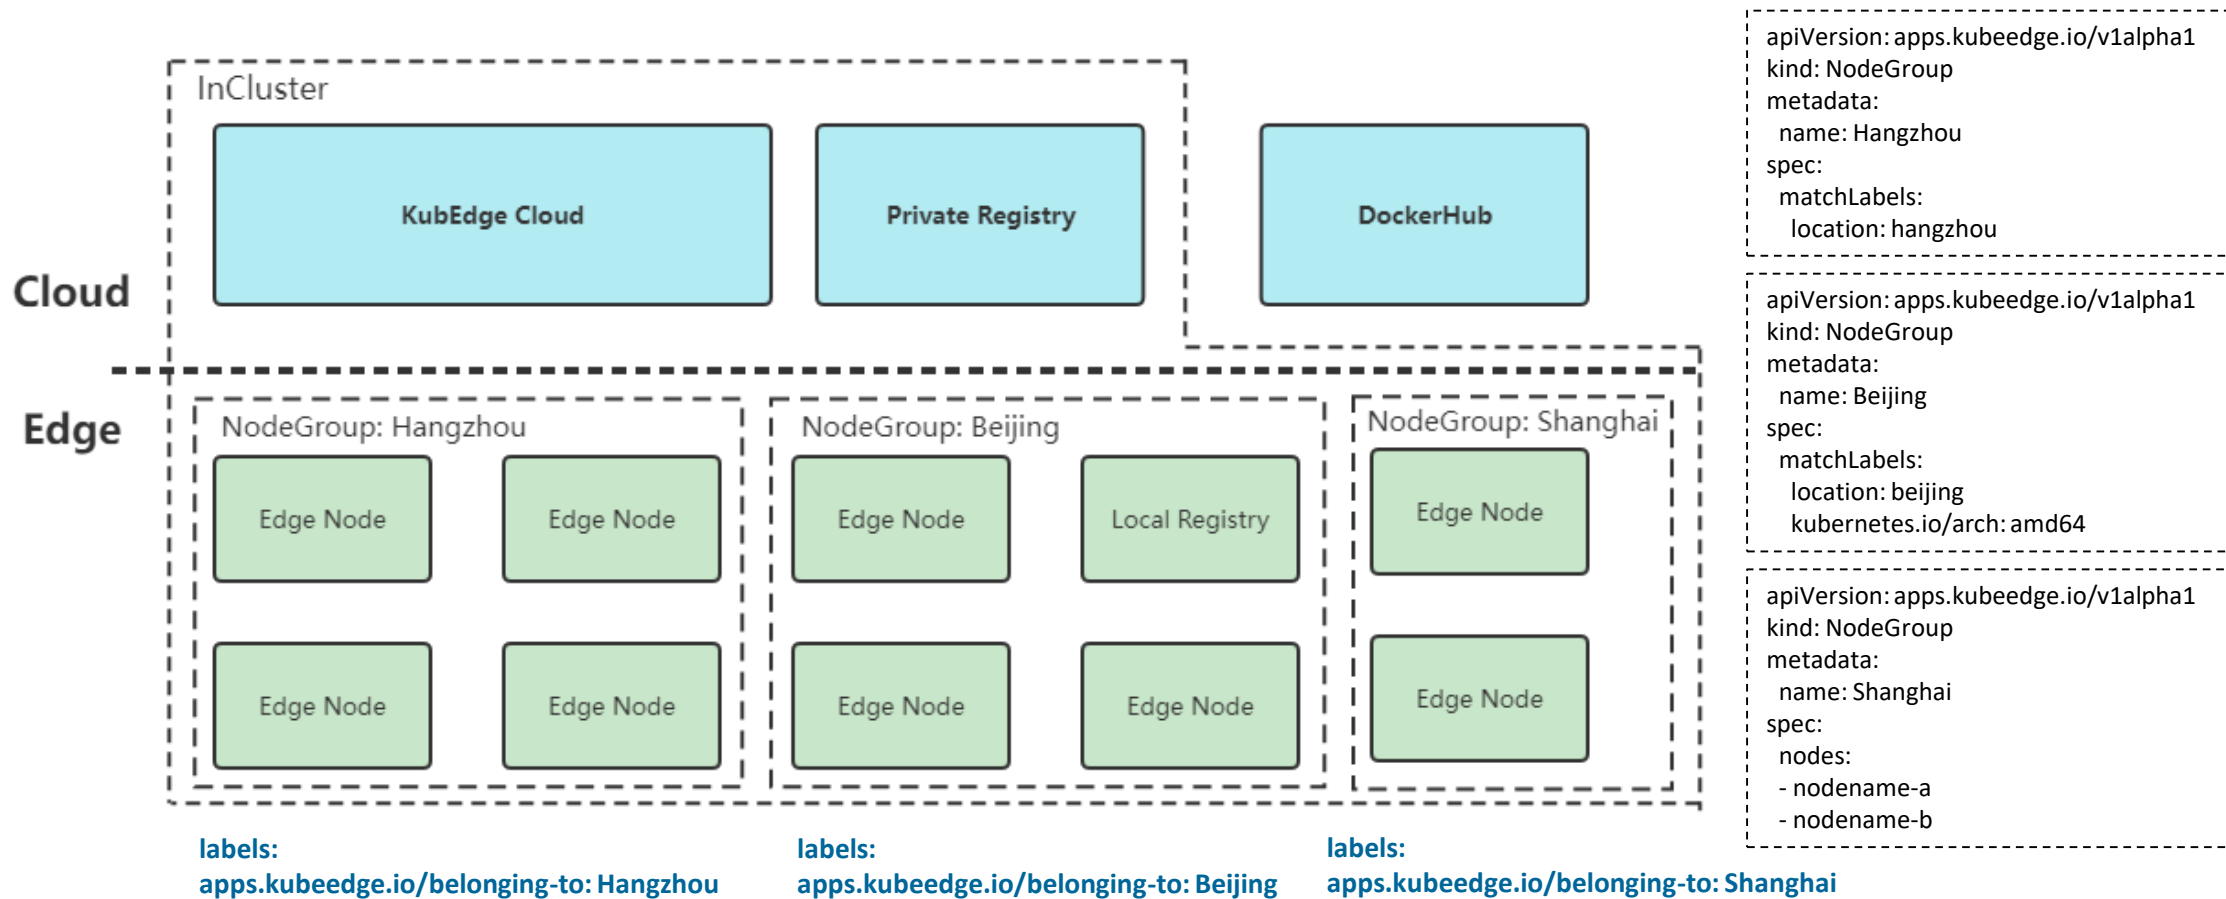 InCluster
KubEdge Cloud
Private Registry
DockerHub
Cloud
Edge
NodeGroup: Hangzhou
Edge Node
Edge Node
Edge Node
Edge Node
NodeGroup: Beijing
Edge Node
Local Registry
Edge Node
Edge Node
NodeGroup: Shanghai
Edge Node
Edge Node
labels:
apps.kubeedge.io/belonging-to: Hangzhou
labels:
apps.kubeedge.io/belonging-to: Beijing
labels:
apps.kubeedge.io/belonging-to: Shanghai
apiVersion: apps.kubeedge.io/v1alpha1
kind: NodeGroup
metadata:
  name: Hangzhou
spec:
  matchLabels:
    location: hangzhou
apiVersion: apps.kubeedge.io/v1alpha1
kind: NodeGroup
metadata:
  name: Beijing
spec:
  matchLabels:
    location: beijing
    kubernetes.io/arch: amd64
apiVersion: apps.kubeedge.io/v1alpha1
kind: NodeGroup
metadata:
  name: Shanghai
spec:
  nodes:
  - nodename-a
  - nodename-b